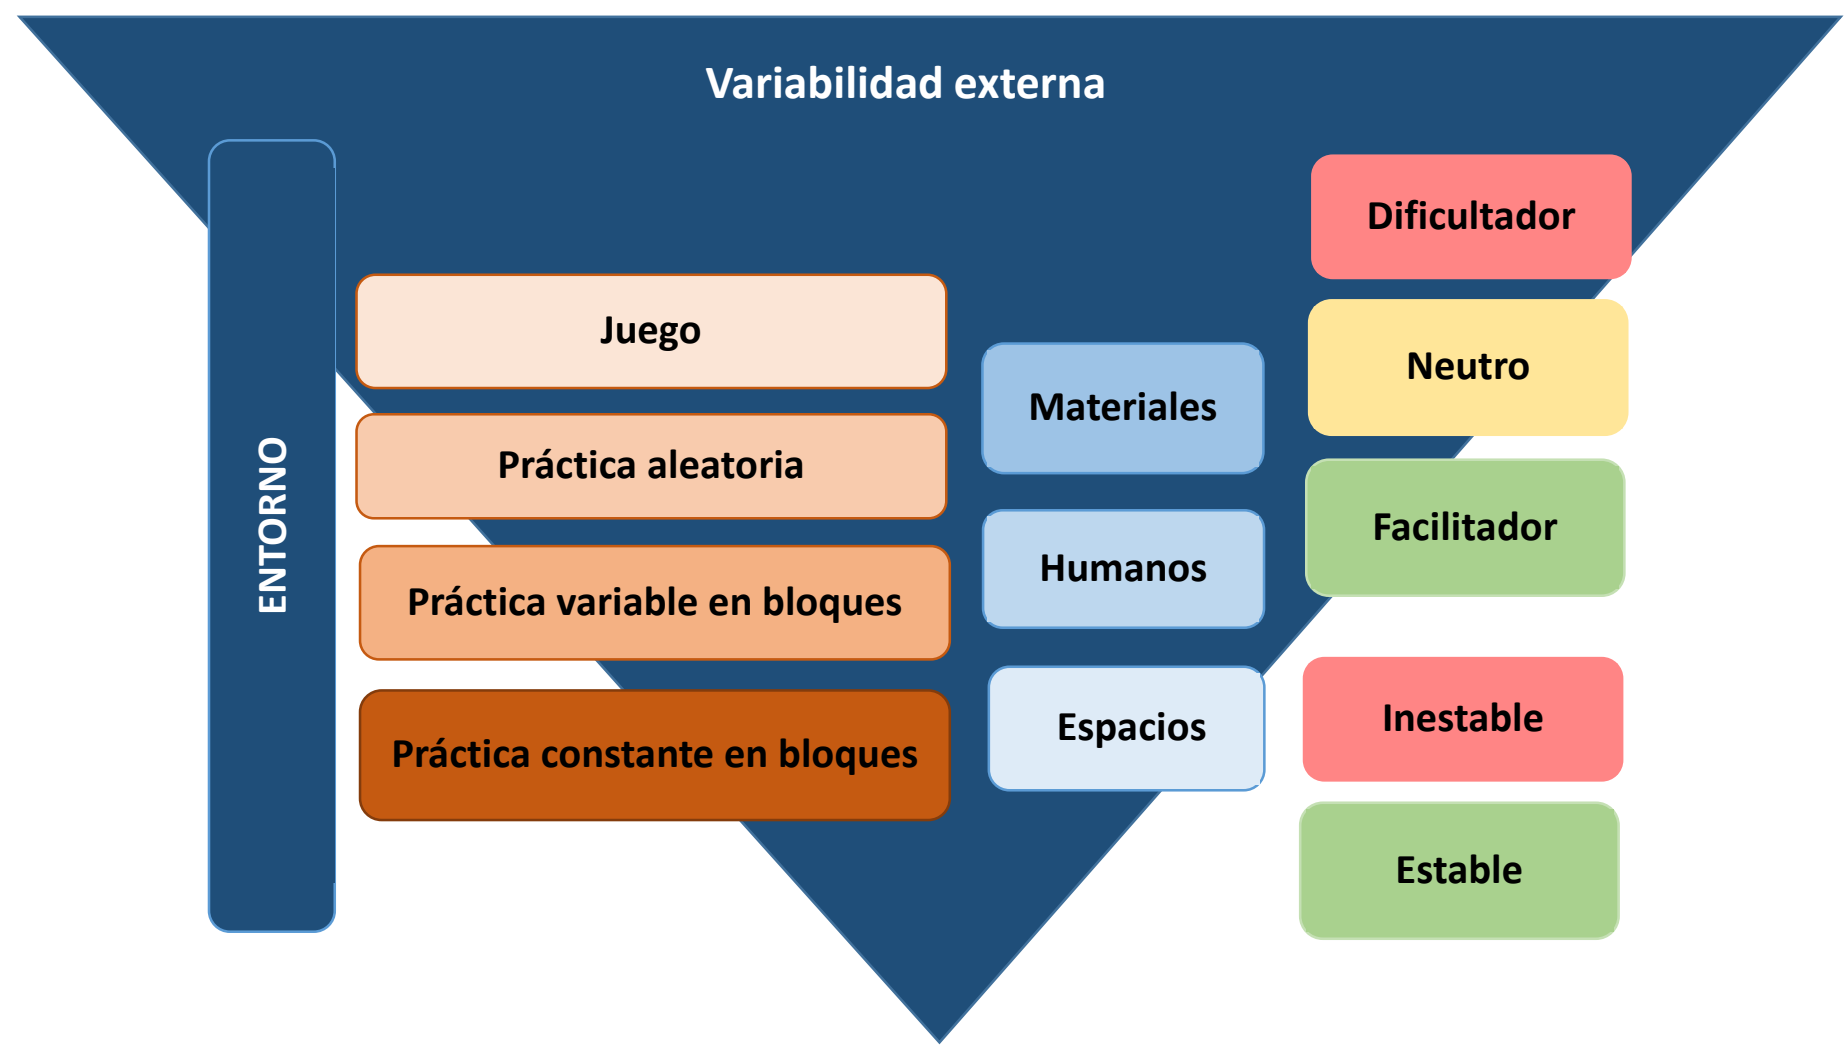 Variabilidad externa
ENTORNO
Juego
Práctica aleatoria
Práctica variable en bloques
Práctica constante en bloques
Materiales
Humanos
Espacios
Dificultador
Neutro
Facilitador
Inestable
Estable